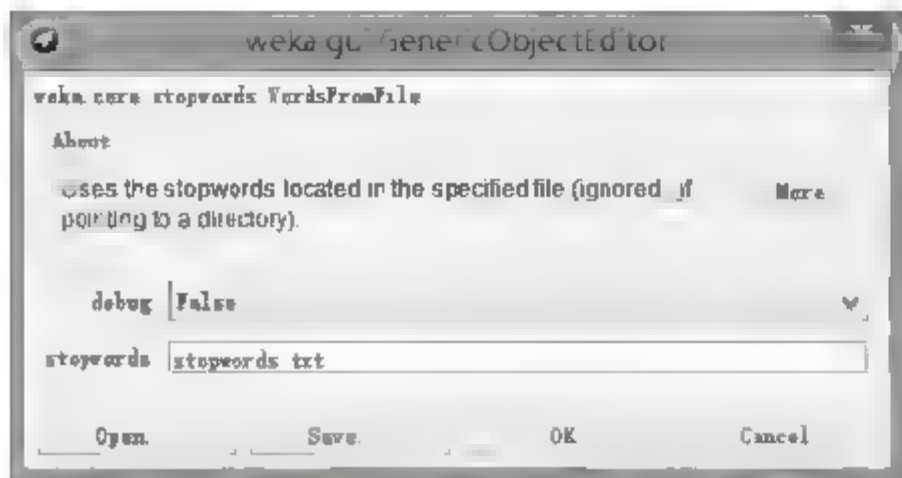 weka gui GenericObjectEditor
weka core stopwords WordsFromFile
About
Uses the stopwords located in the specified file (ignored if
More
pointing to a directory).
debug False
stopwords stopwords txt
Open. Save. OK Cancel